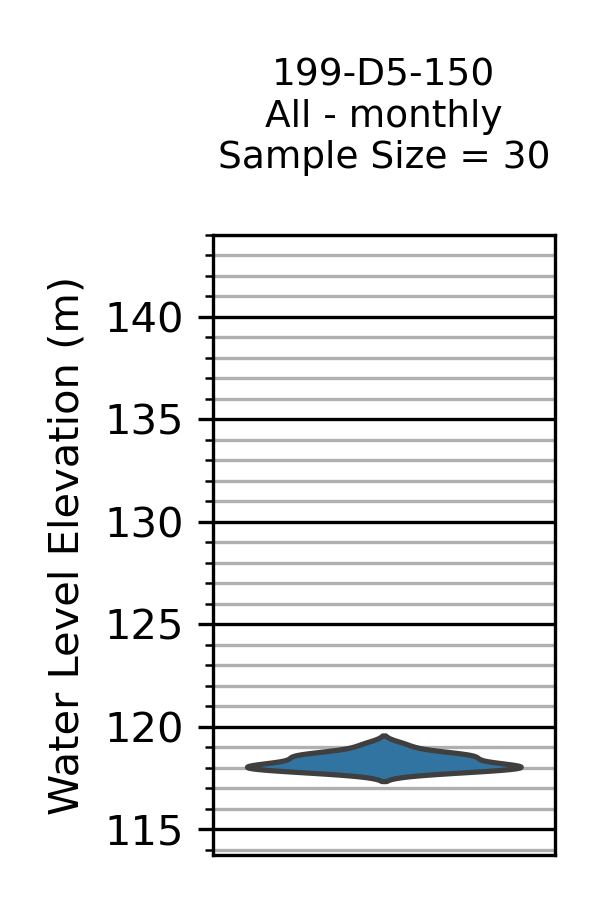 199-D5-150
All - monthly
Sample Size = 30
Water Level Elevation (m)
140
135
130
125
120
115